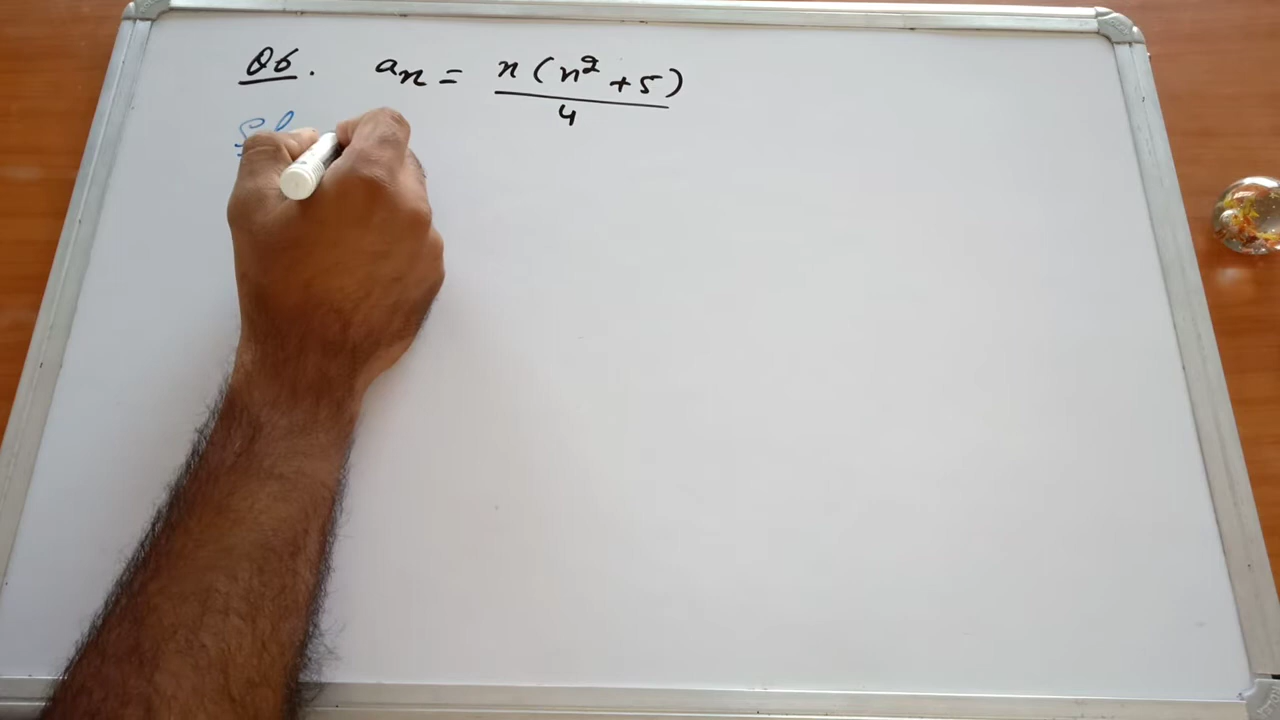 Q6. aₙ = n(n²+5)/4